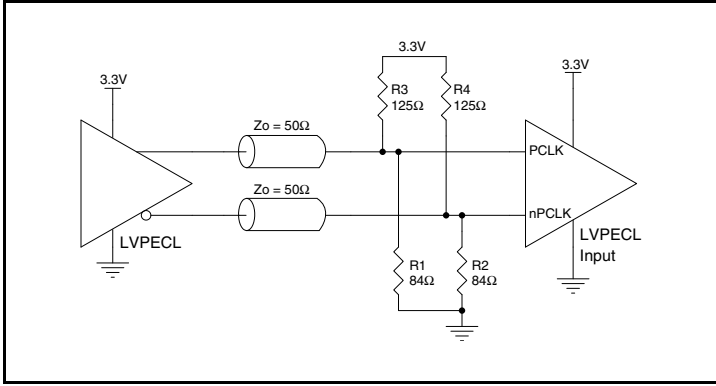 3.3V
3.3V
3.3V
R3
125Ω
R4
125Ω
Zo = 50Ω
PCLK
Zo = 50Ω
nPCLK
LVPECL
LVPECL
Input
R1
84Ω
R2
84Ω